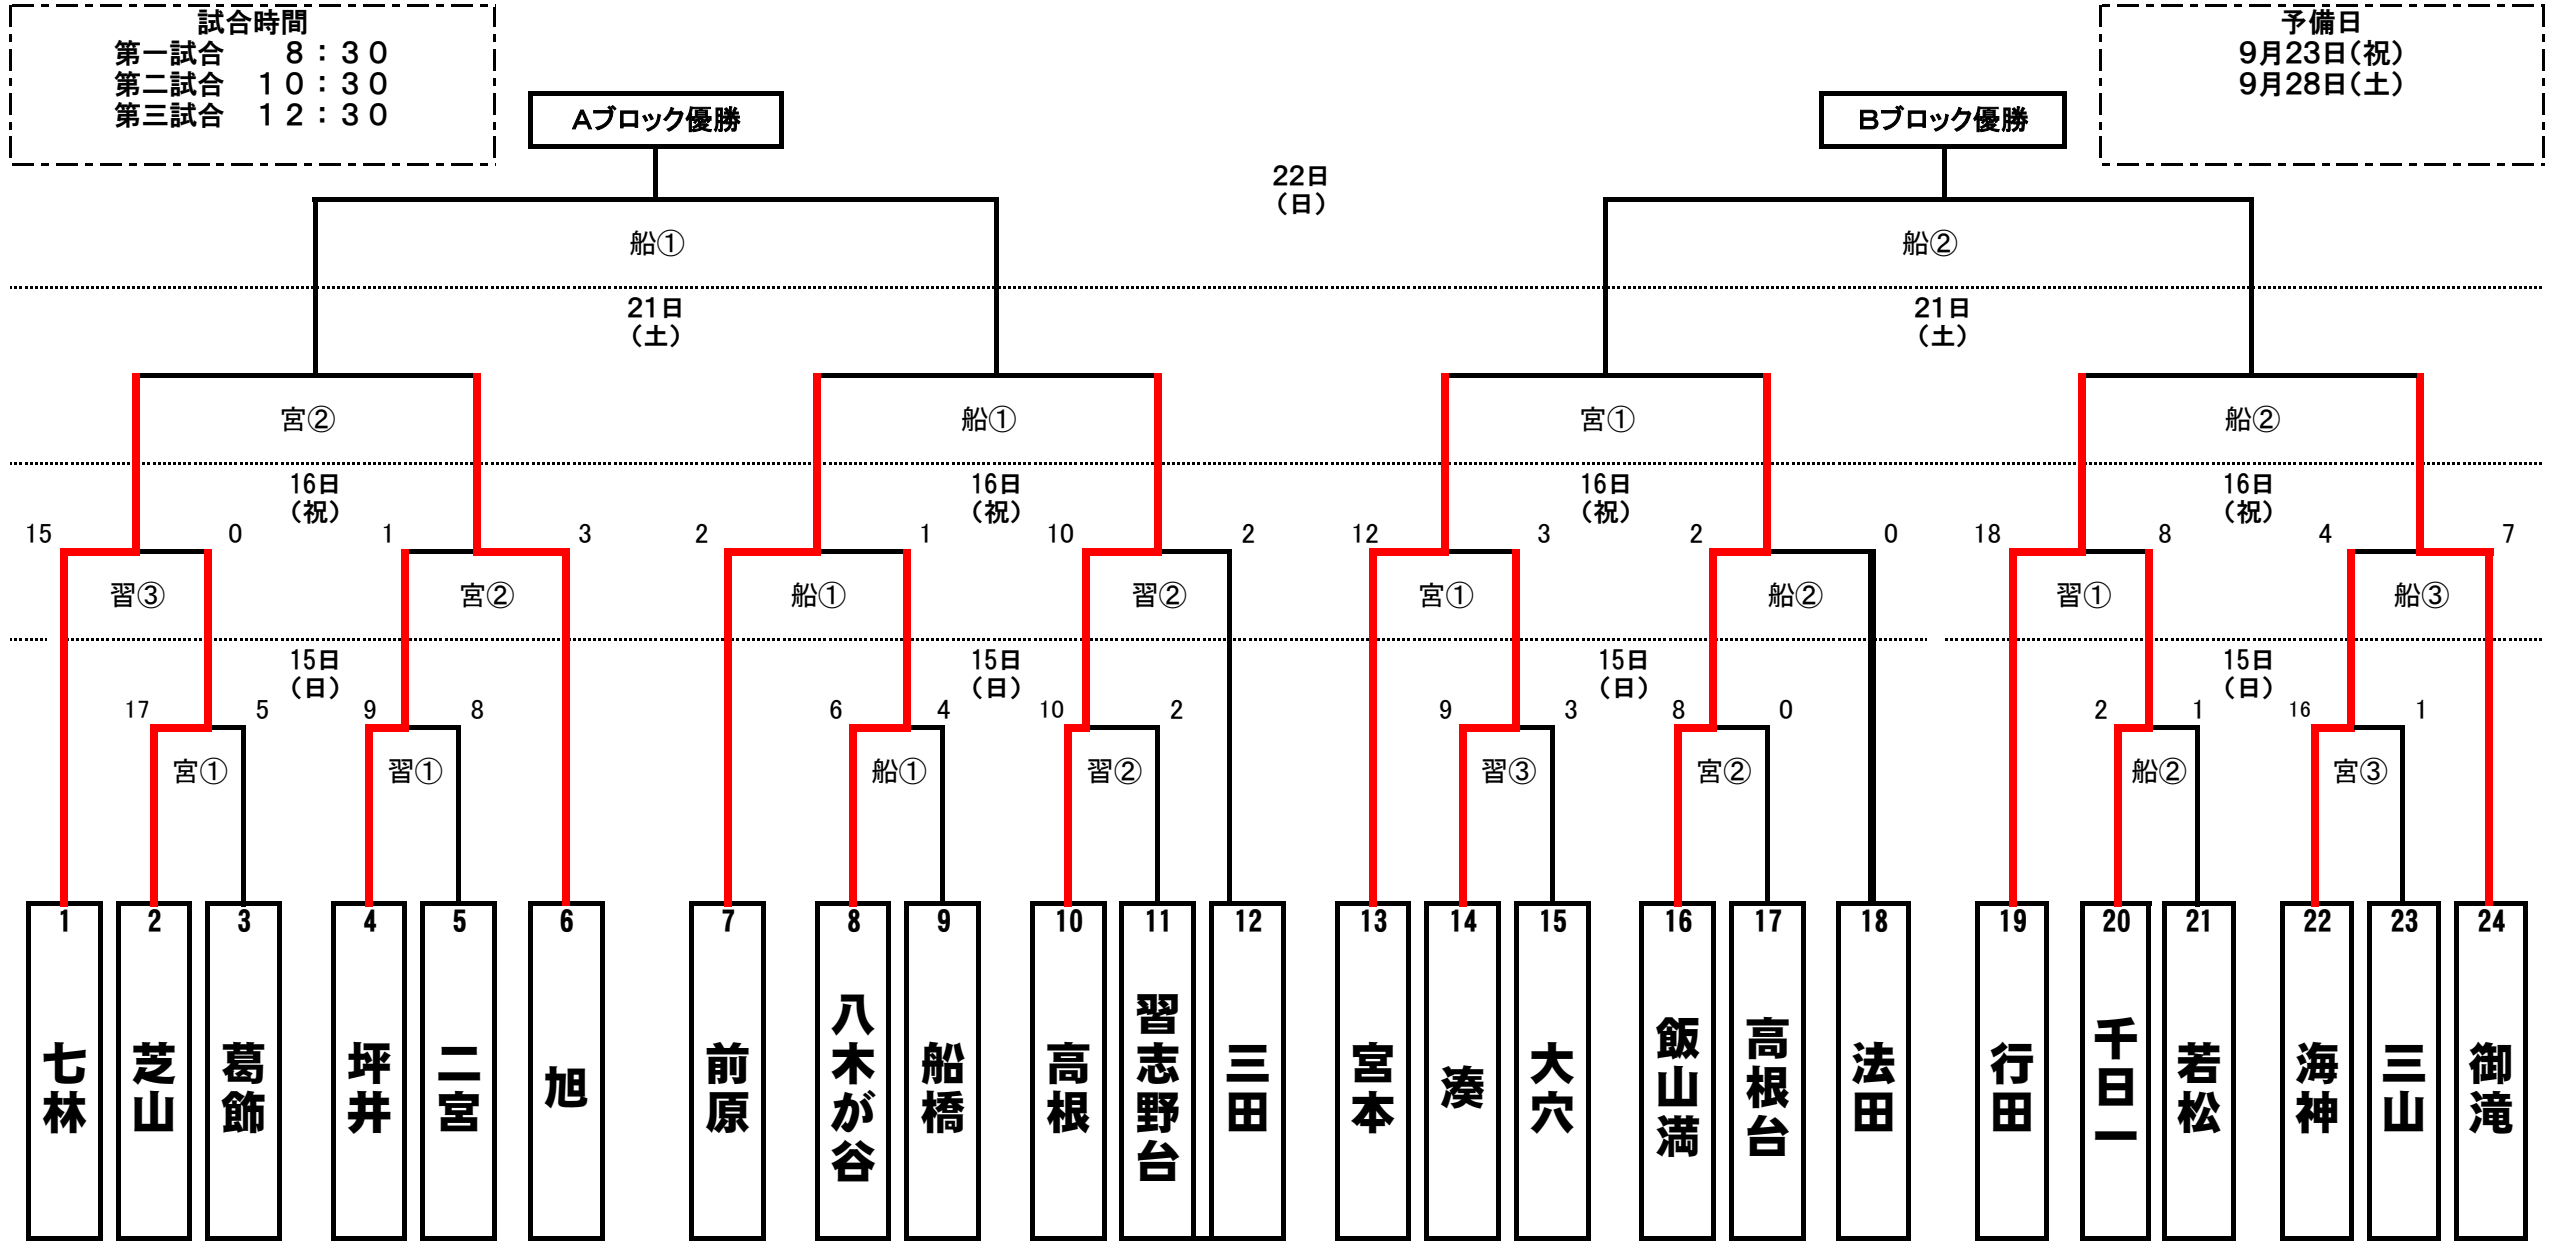 試合時間
第一試合　８：３０
第二試合　１０：３０
第三試合　１２：３０
予備日
9月23日(祝)
9月28日(土)
Aブロック優勝
Bブロック優勝
22日
（日）
船①
船②
21日
（土）
21日
（土）
宮②
船①
宮①
船②
16日
（祝）
16日
（祝）
16日
（祝）
16日
（祝）
15 0 1 3 2 1 10 2 12 3 2 0 18 8 4 7
習③ 宮② 船① 習② 宮① 船② 習① 船③
15日
（日）
15日
（日）
15日
（日）
15日
（日）
17 5 9 8 6 4 10 2 9 3 8 0 2 1 16 1
宮① 習① 船① 習② 習③ 宮② 船② 宮③
1 2 3 4 5 6 7 8 9 10 11 12 13 14 15 16 17 18 19 20 21 22 23 24
七林
芝山
葛飾
坪井
二宮
旭
前原
八木が谷
船橋
高根
習志野台
三田
宮本
湊
大穴
飯山満
高根台
法田
行田
千日一
若松
海神
三山
御滝